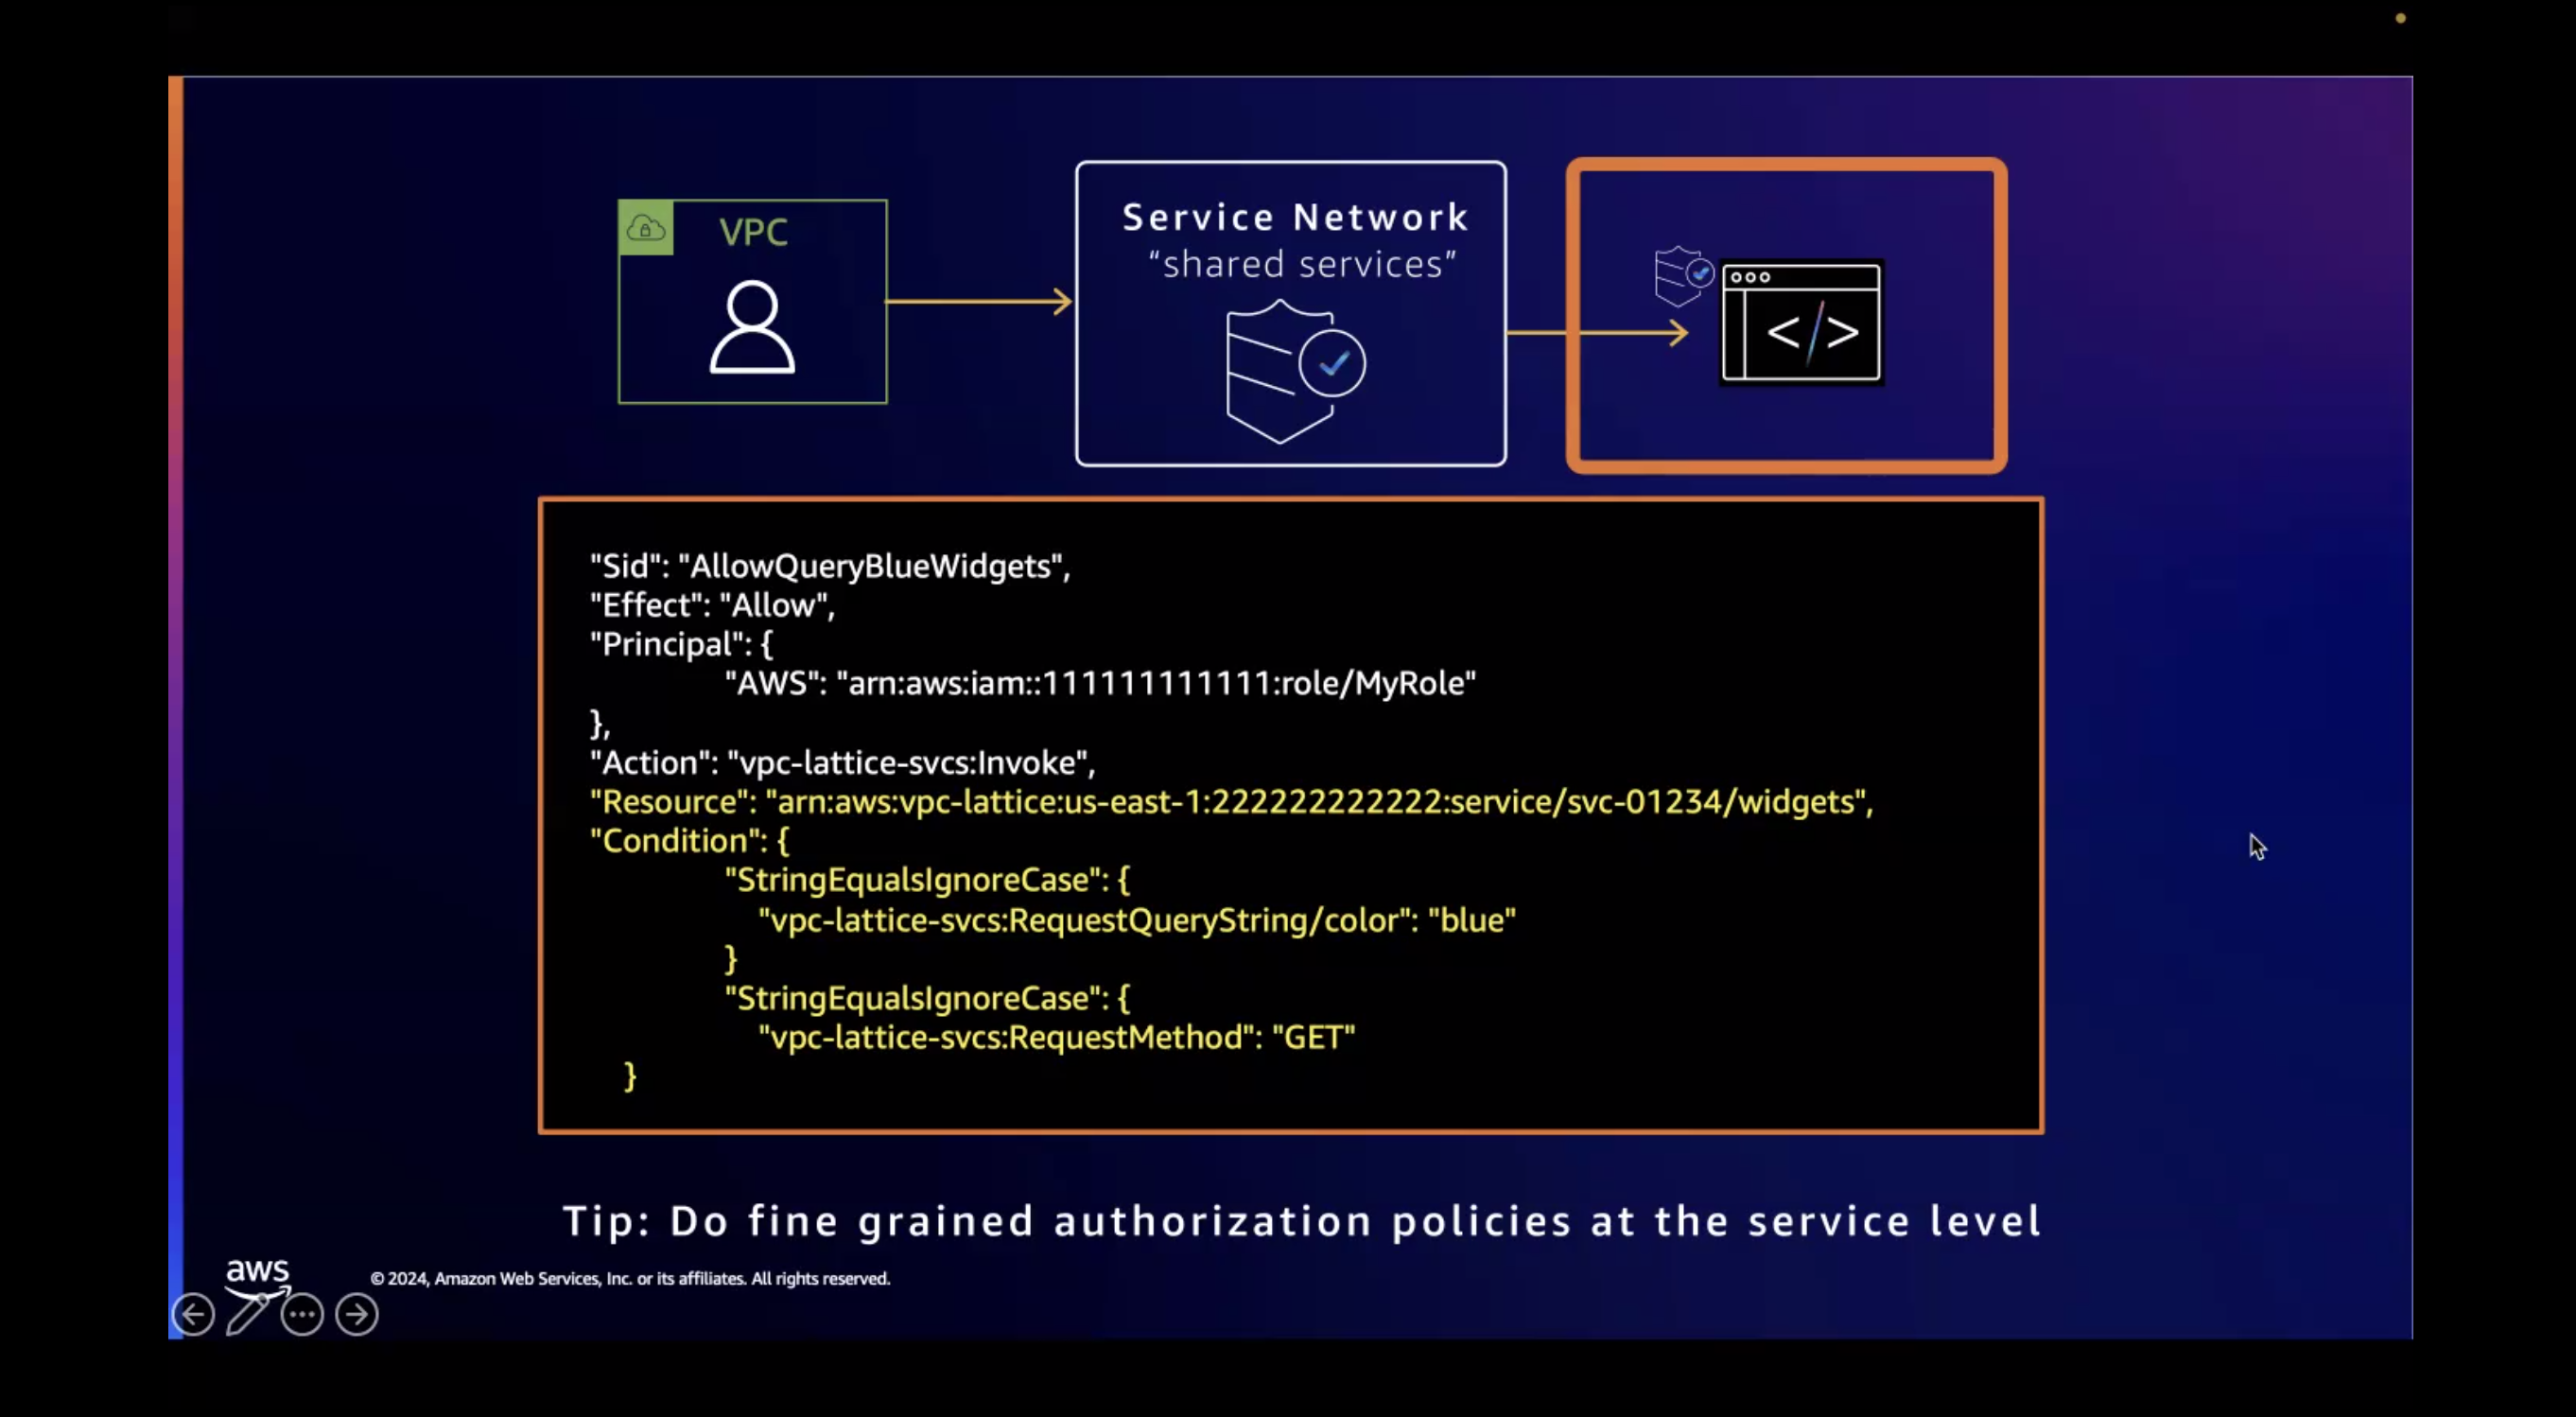 VPC
Service Network
“shared services”
</>
"Sid": "AllowQueryBlueWidgets",
"Effect": "Allow",
"Principal": {
"AWS": "arn:aws:iam::111111111111:role/MyRole"
},
"Action": "vpc-lattice-svcs:Invoke",
"Resource": "arn:aws:vpc-lattice:us-east-1:222222222222:service/svc-01234/widgets",
"Condition": {
"StringEqualsIgnoreCase": {
"vpc-lattice-svcs:RequestQueryString/color": "blue"
}
"StringEqualsIgnoreCase": {
"vpc-lattice-svcs:RequestMethod": "GET"
}
Tip: Do fine grained authorization policies at the service level
aws
© 2024, Amazon Web Services, Inc. or its affiliates. All rights reserved.